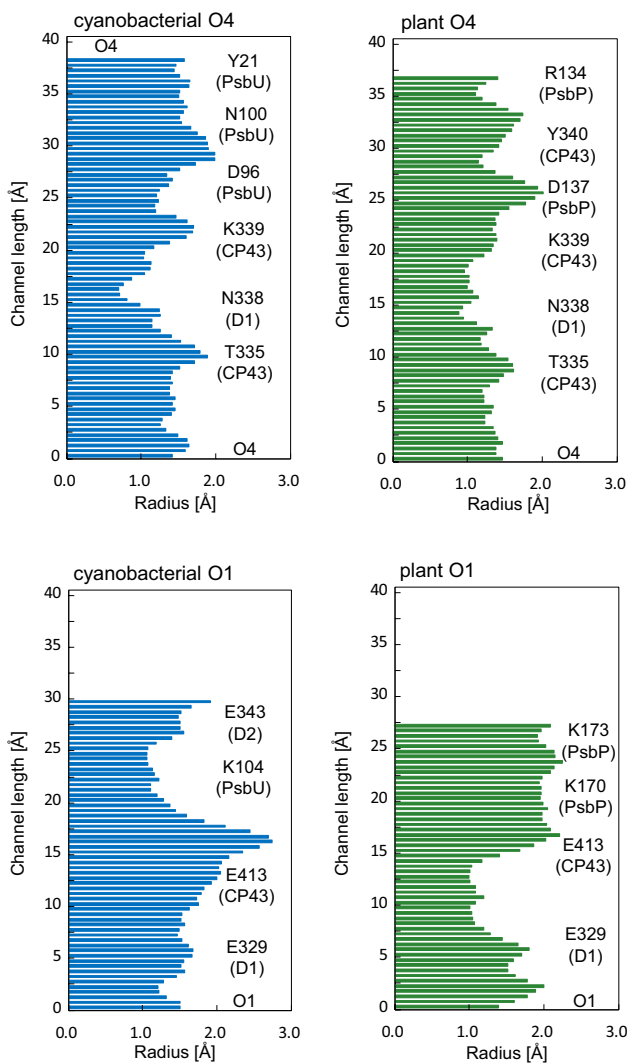 cyanobacterial O4
40
35
30
25
20
15
10
5
0
Channel length [Å]
O4
Y21
(PsbU)
N100
(PsbU)
D96
(PsbU)
K339
(CP43)
N338
(D1)
T335
(CP43)
O4
0.0 1.0 2.0 3.0
Radius [Å]
plant O4
40
35
30
25
20
15
10
5
0
Channel length [Å]
R134
(PsbP)
Y340
(CP43)
D137
(PsbP)
K339
(CP43)
N338
(D1)
T335
(CP43)
O4
0.0 1.0 2.0 3.0
Radius [Å]
cyanobacterial O1
40
35
30
25
20
15
10
5
0
Channel length [Å]
E343
(D2)
K104
(PsbU)
E413
(CP43)
E329
(D1)
O1
0.0 1.0 2.0 3.0
Radius [Å]
plant O1
40
35
30
25
20
15
10
5
0
Channel length [Å]
K173
(PsbP)
K170
(PsbP)
E413
(CP43)
E329
(D1)
O1
0.0 1.0 2.0 3.0
Radius [Å]